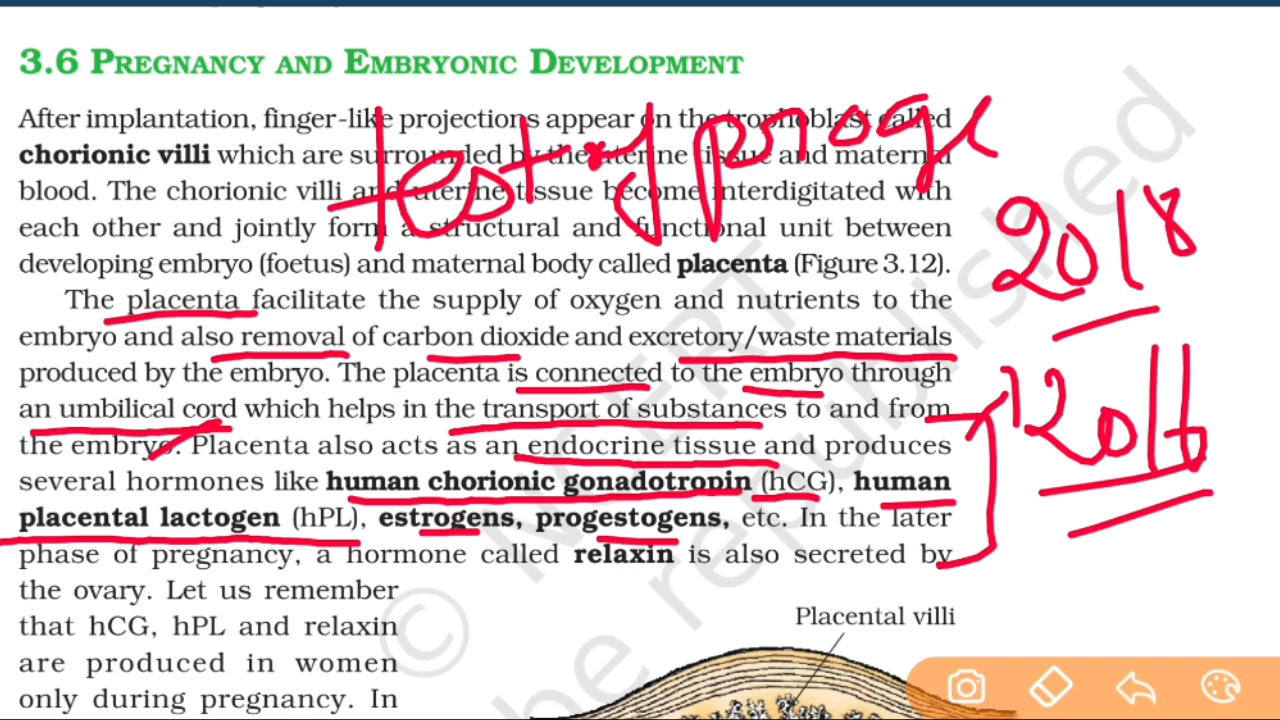 3.6 PREGNANCY AND EMBRYONIC DEVELOPMENT
After implantation, finger-like projections appear on the trophoblast called
chorionic villi which are surrounded by the uterine tissue and maternal
blood. The chorionic villi and uterine tissue become interdigitated with
each other and jointly form a structural and functional unit between
developing embryo (foetus) and maternal body called placenta (Figure 3.12).
The placenta facilitate the supply of oxygen and nutrients to the
embryo and also removal of carbon dioxide and excretory/waste materials
produced by the embryo. The placenta is connected to the embryo through
an umbilical cord which helps in the transport of substances to and from
the embryo. Placenta also acts as an endocrine tissue and produces
several hormones like human chorionic gonadotropin (hCG), human
placental lactogen (hPL), estrogens, progestogens, etc. In the later
phase of pregnancy, a hormone called relaxin is also secreted by
the ovary. Let us remember
that hCG, hPL and relaxin
are produced in women
only during pregnancy. In
Placental villi
2018
2016
© NCERT
be republished